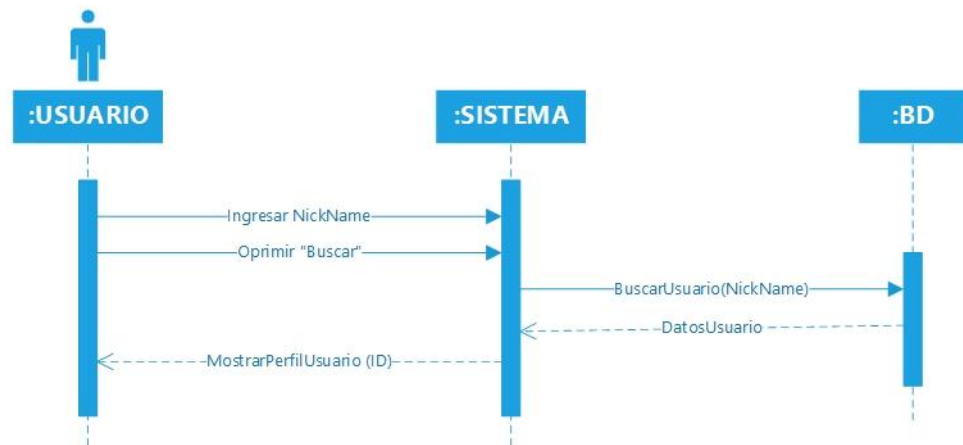 :USUARIO
:SISTEMA
:BD
Ingresar NickName
Oprimir "Buscar"
BuscarUsuario(NickName)
DatosUsuario
MostrarPerfilUsuario (ID)